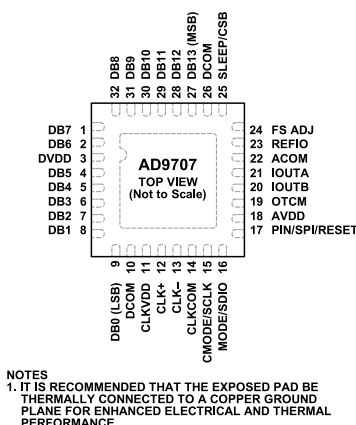 32 DB8
31 DB9
30 DB10
29 DB11
28 DB12
27 DB13 (MSB)
26 DCOM
25 SLEEP/CSB
DB7 1
DB6 2
DVDD 3
DB5 4
DB4 5
DB3 6
DB2 7
DB1 8
AD9707
TOP VIEW
(Not to Scale)
24 FS ADJ
23 REFIO
22 ACOM
21 IOUTA
20 IOUTB
19 OTCM
18 AVDD
17 PIN/SPI/RESET
DB0 (LSB) 9
DCOM 10
CLKVDD 11
CLK+ 12
CLK– 13
CLKCOM 14
CMODE/SCLK 15
MODE/SDIO 16
NOTES
1. IT IS RECOMMENDED THAT THE EXPOSED PAD BE
THERMALLY CONNECTED TO A COPPER GROUND
PLANE FOR ENHANCED ELECTRICAL AND THERMAL
PERFORMANCE